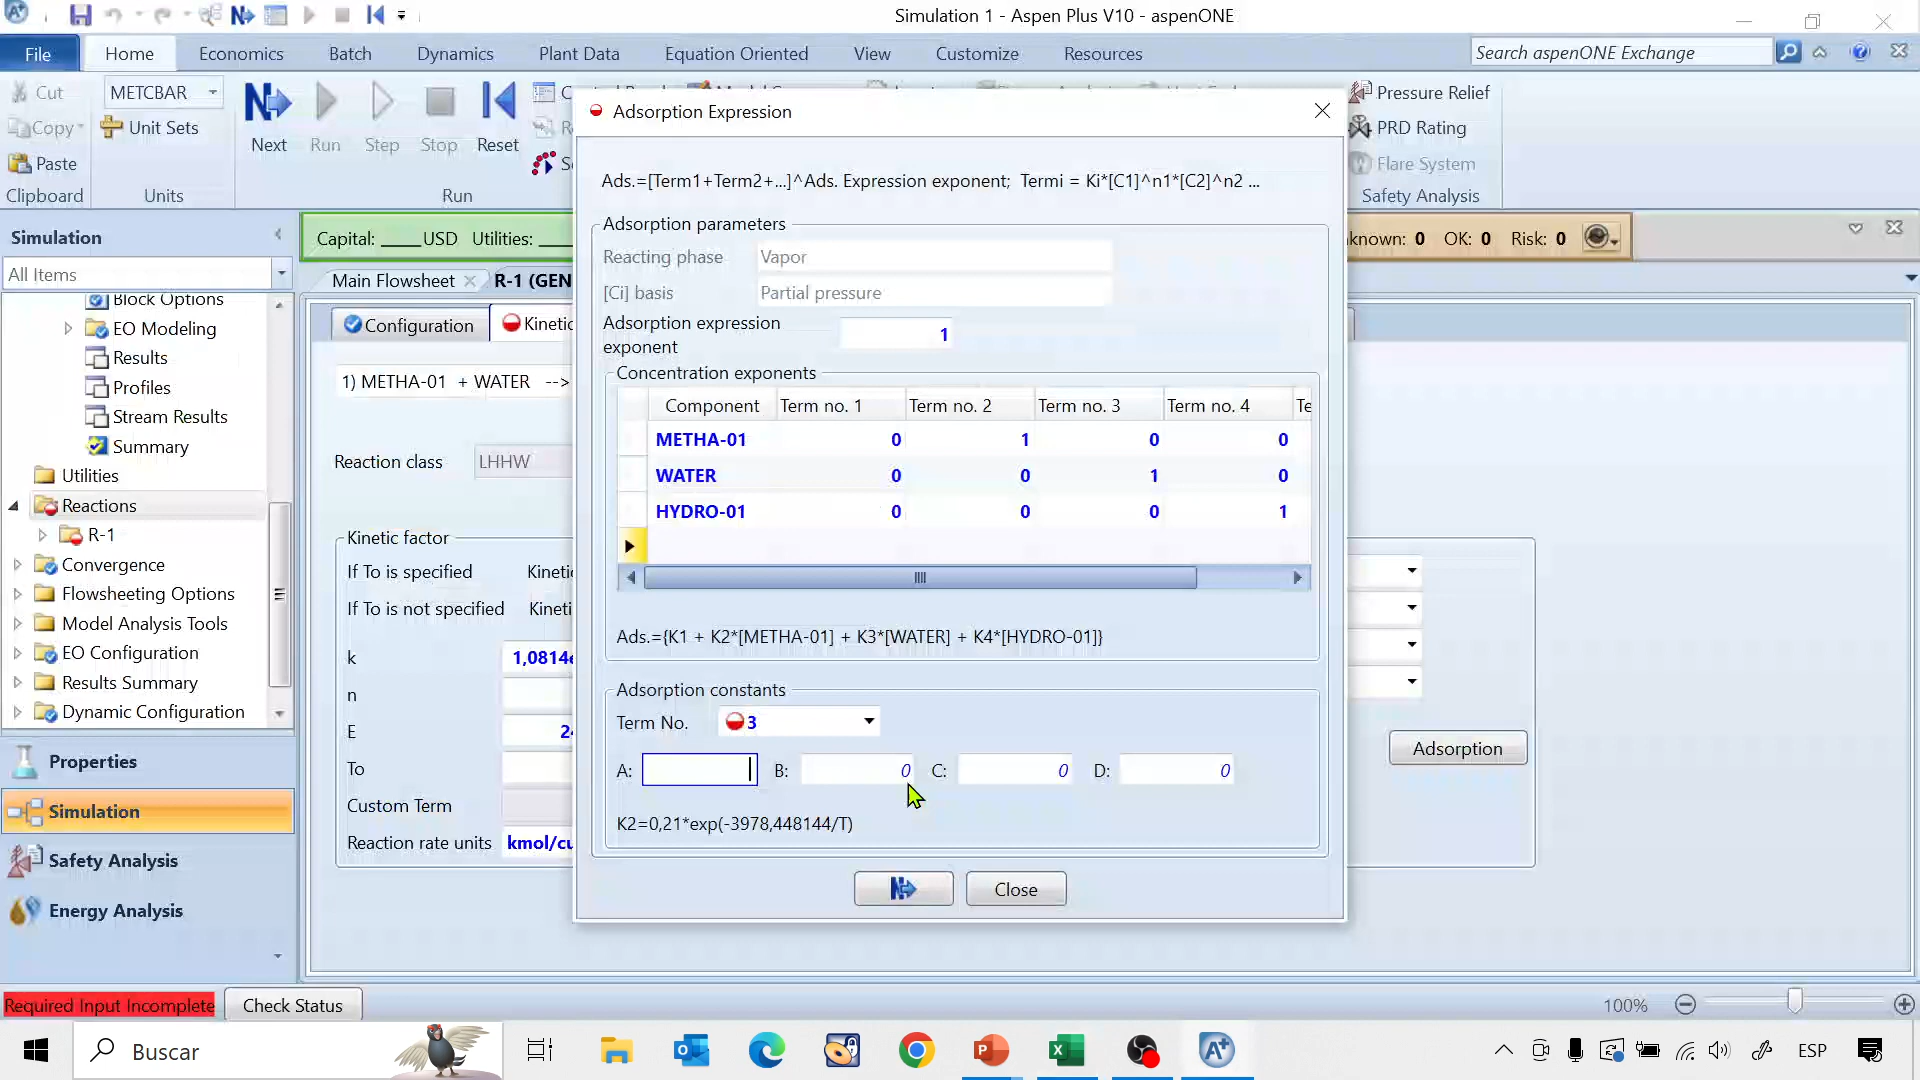 Simulation 1 - Aspen Plus V10 - aspenONE
File
Home
Economics
Batch
Dynamics
Plant Data
Equation Oriented
View
Customize
Resources
Search aspenONE Exchange
Cut
Copy
Paste
Clipboard
METCBAR
Unit Sets
Units
Next
Run
Step
Stop
Reset
Run
Pressure Relief
PRD Rating
Flare System
Safety Analysis
Simulation
All Items
Capital: ____USD Utilities:
OK: 0 Risk: 0
Main Flowsheet
R-1 (GEN
Block Options
EO Modeling
Results
Profiles
Stream Results
Summary
Utilities
Reactions
R-1
Convergence
Flowsheeting Options
Model Analysis Tools
EO Configuration
Results Summary
Dynamic Configuration
Properties
Simulation
Safety Analysis
Energy Analysis
Configuration
Kinetic
1) METHA-01 + WATER -->
Reaction class
LHHW
Kinetic factor
If To is specified
Kineti
If To is not specified
Kineti
k
1,0814
n
E
To
Custom Term
Reaction rate units
kmol/cu
Adsorption
Adsorption Expression
Ads.=[Term1+Term2+...]^Ads. Expression exponent; Termi = Ki*[C1]^n1*[C2]^n2 ...
Adsorption parameters
Reacting phase
Vapor
[Ci] basis
Partial pressure
Adsorption expression exponent
1
Concentration exponents
Component Term no. 1 Term no. 2 Term no. 3 Term no. 4 Te
METHA-01 0 1 0 0
WATER 0 0 1 0
HYDRO-01 0 0 0 1
Ads.={K1 + K2*[METHA-01] + K3*[WATER] + K4*[HYDRO-01]}
Adsorption constants
Term No.
3
A: B: 0 C: 0 D: 0
K2=0,21*exp(-3978,448144/T)
Close
Required Input Incomplete
Check Status
100%
Buscar
ESP